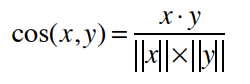 cos(x, y) = x · y / ||x|| × ||y||